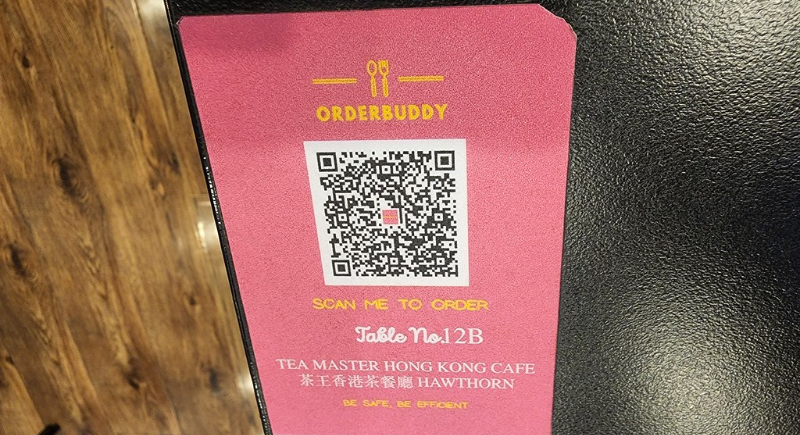 ORDERBUDDY
SCAN ME TO ORDER
Table No.12B
TEA MASTER HONG KONG CAFE
茶王香港茶餐廳 HAWTHORN
BE SAFE, BE EFFICIENT